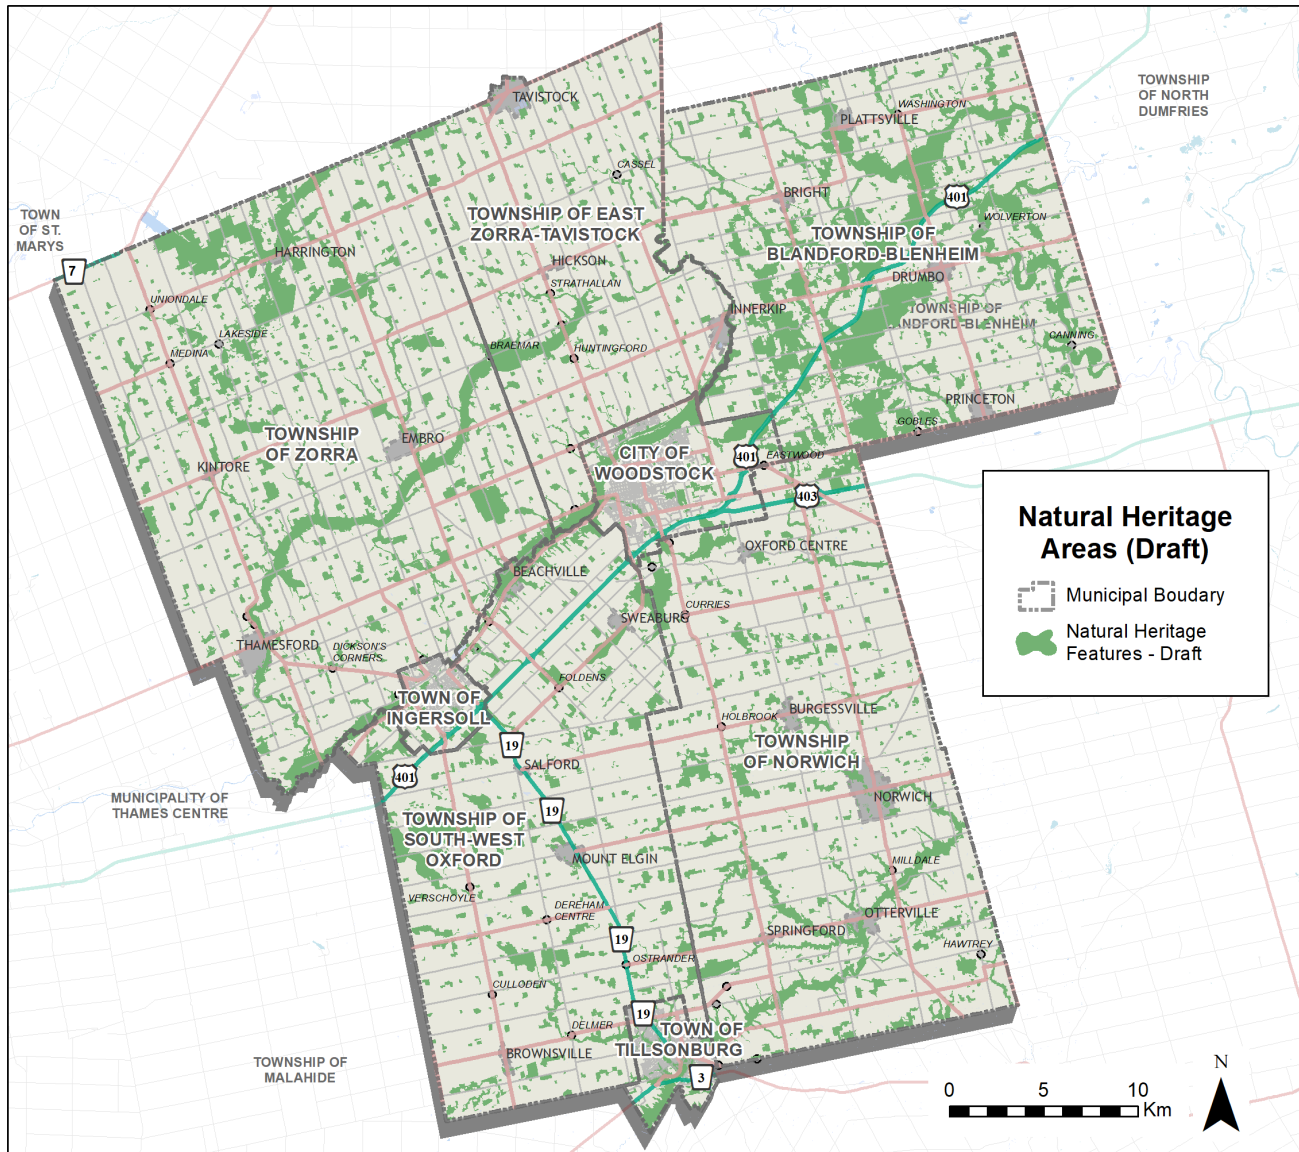 TAVISTOCK
TOWNSHIP
OF NORTH
DUMFRIES
WASHINGTON
PLATTSVILLE
CASSEL
BRIGHT
401
TOWN
OF ST.
MARYS
TOWNSHIP OF EAST
ZORRA-TAVISTOCK
WOLVERTON
TOWNSHIP OF
BLANDFORD-BLENHEIM
HARRINGTON
7
HICKSON
DRUMBO
STRATHALLAN
UNIONDALE
INNERKIP
TOWNSHIP OF
NDFORD-BLENHEIM
LAKESIDE
CANNING
MEDINA
BRAEMAR
HUNTINGFORD
PRINCETON
GOBLES
TOWNSHIP
OF ZORRA
EMBRO
CITY OF
WOODSTOCK
401
EASTWOOD
KINTORE
403
Natural Heritage
Areas (Draft)
Municipal Boudary
Natural Heritage
Features - Draft
OXFORD CENTRE
BEACHVILLE
CURRIES
SWEABURG
THAMESFORD
DICKSON'S
CORNERS
FOLDENS
TOWN OF
INGERSOLL
BURGESSVILLE
HOLBROOK
19
TOWNSHIP
OF NORWICH
SALFORD
401
MUNICIPALITY OF
THAMES CENTRE
NORWICH
19
TOWNSHIP OF
SOUTH-WEST
OXFORD
MOUNT ELGIN
MILLDALE
VERSCHOYLE
DEREHAM
CENTRE
OTTERVILLE
SPRINGFORD
19
HAWTREY
OSTRANDER
CULLODEN
19
DELMER
TOWN OF
TILLSONBURG
BROWNSVILLE
TOWNSHIP OF
MALAHIDE
3
N
0 5 10
Km